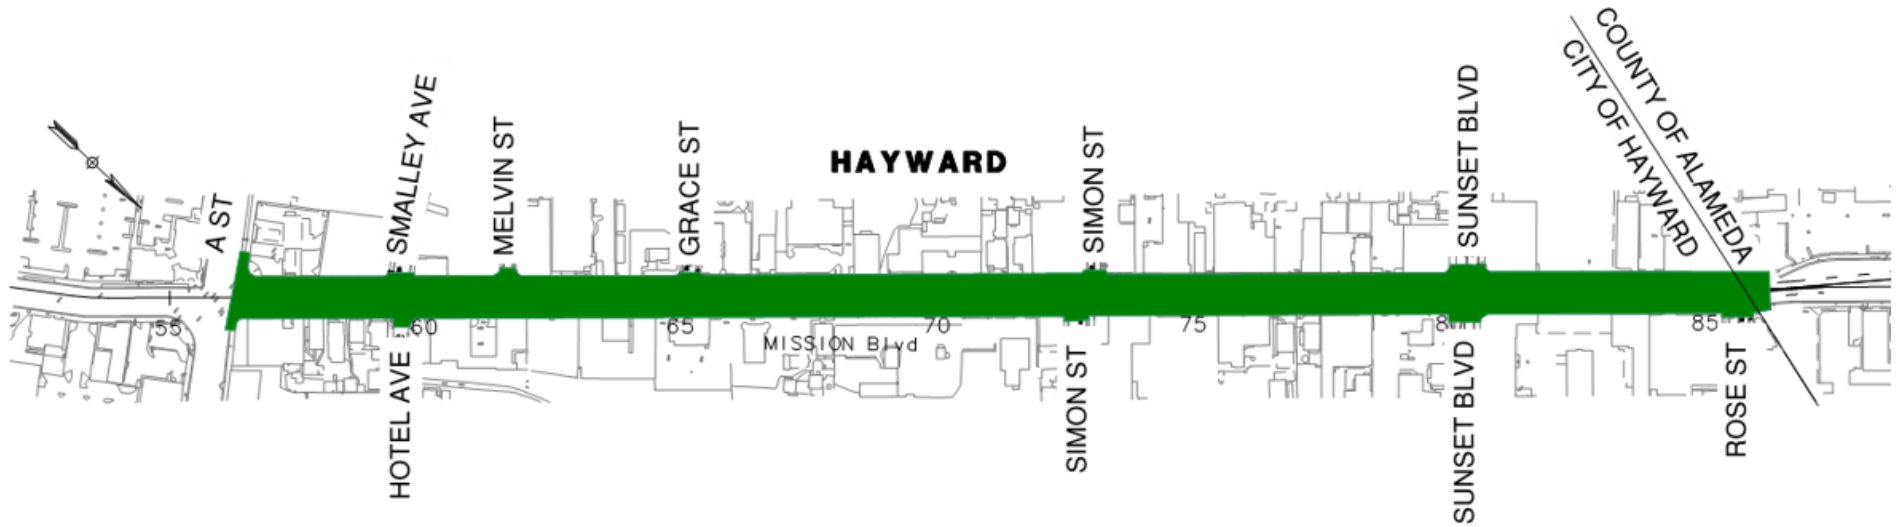 A ST
SMALLEY AVE
MELVIN ST
GRACE ST
HAYWARD
SIMON ST
SUNSET BLVD
COUNTY OF ALAMEDA
CITY OF HAYWARD
55
60
65
70
75
85
MISSION Blvd
HOTEL AVE
SIMON ST
SUNSET BLVD
ROSE ST